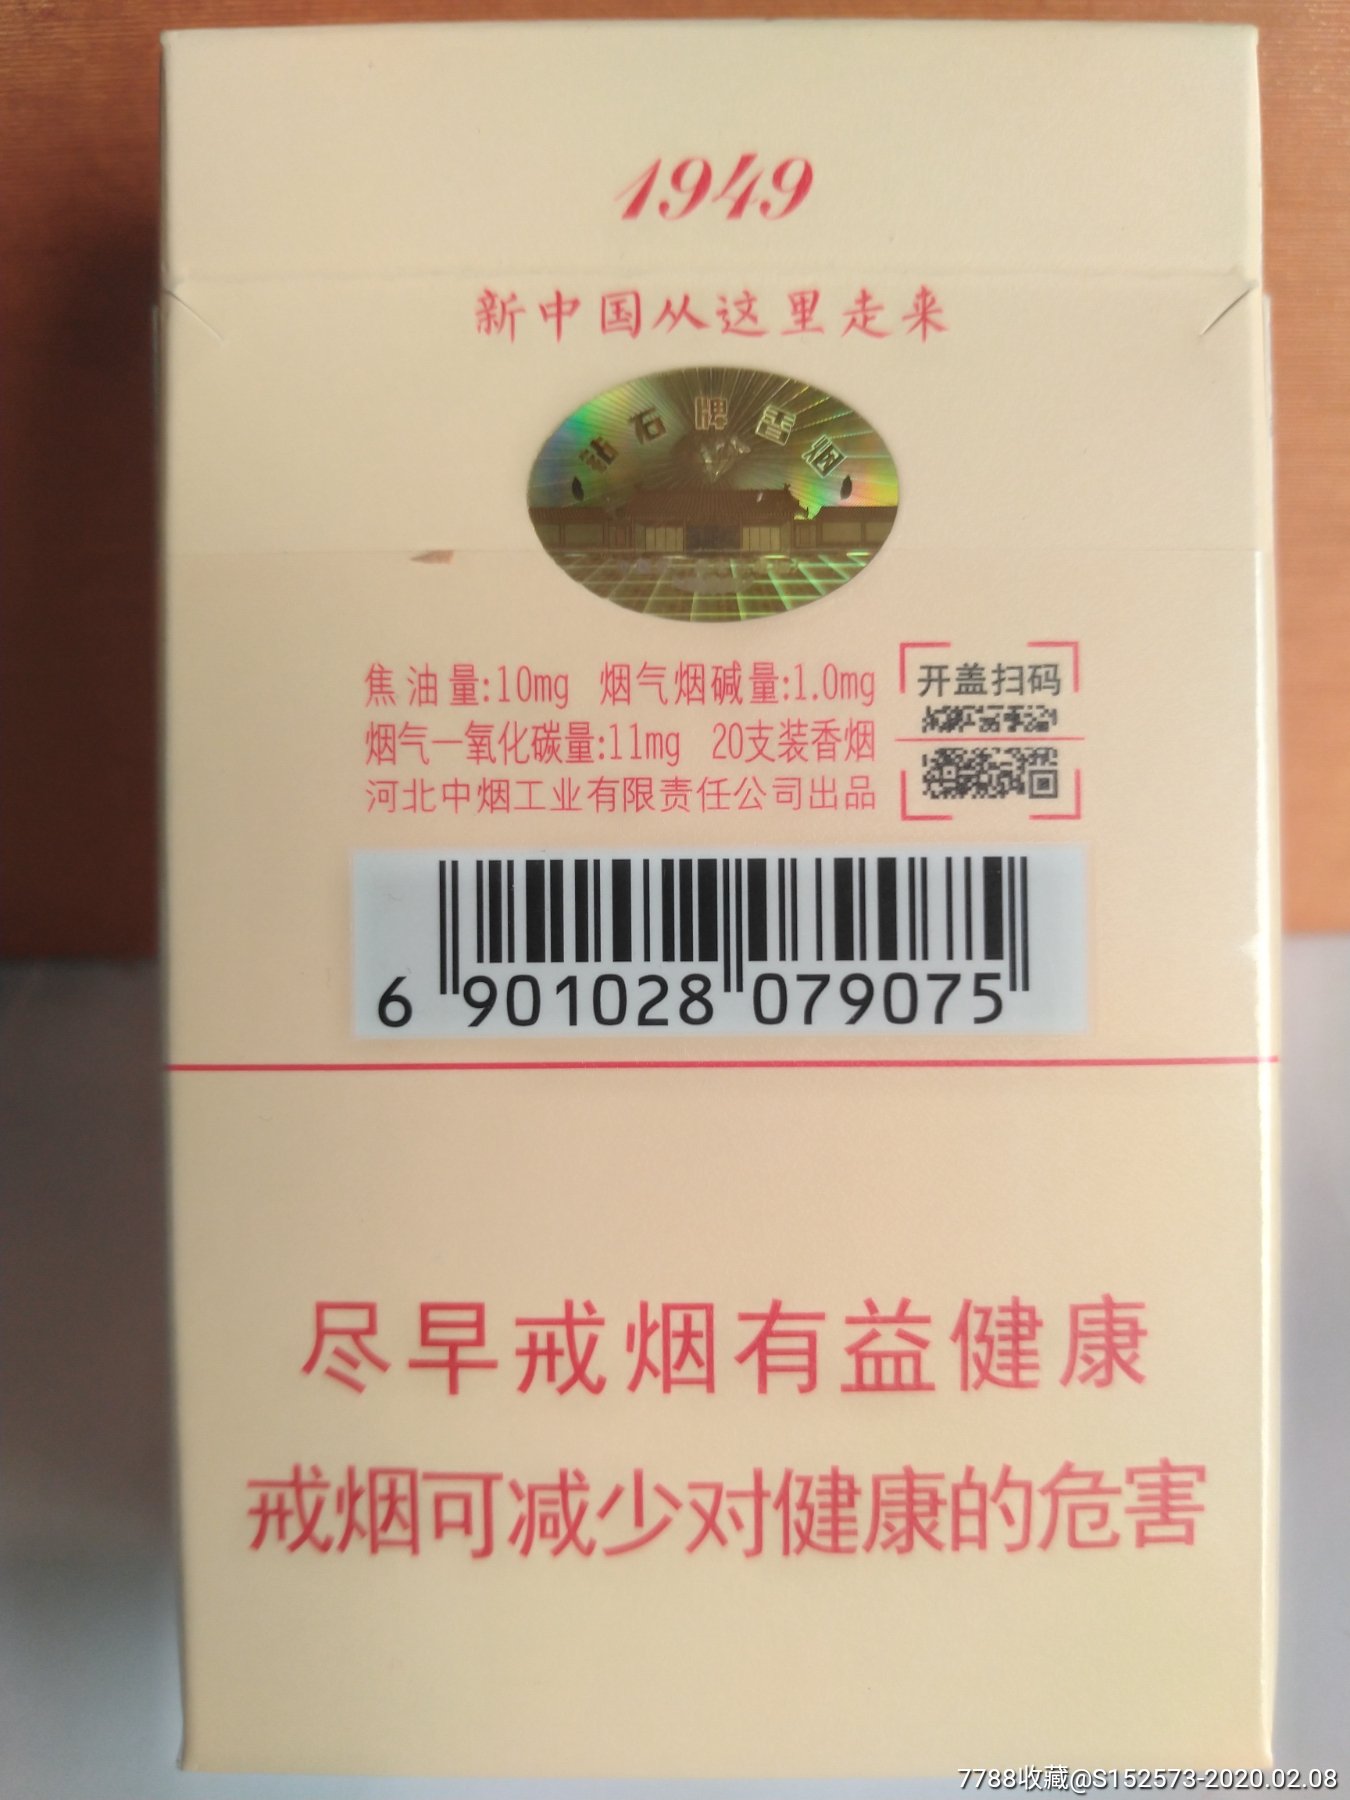 1949
新中国从这里走来
钻石牌香烟
焦油量:10mg 烟气烟碱量:1.0mg
烟气一氧化碳量:11mg 20支装香烟
河北中烟工业有限责任公司出品
开盖扫码
6 901028 079075
尽早戒烟有益健康
戒烟可减少对健康的危害
7788收藏@S152573-2020.02.08